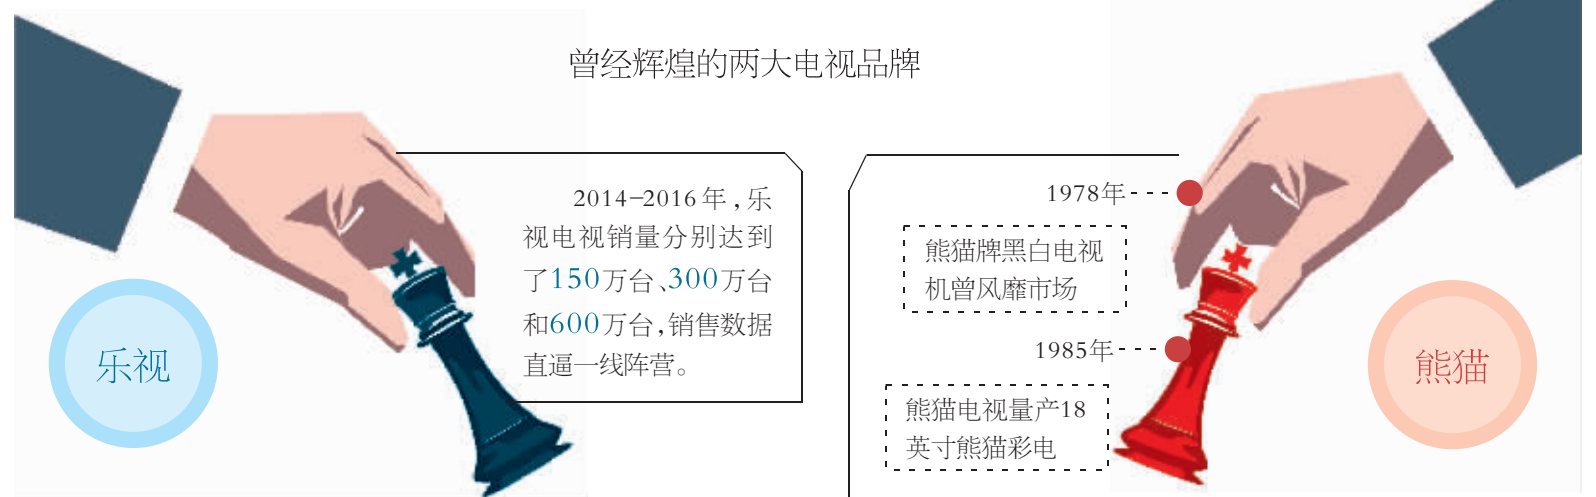 曾经辉煌的两大电视品牌
乐视
2014-2016年，乐
视电视销量分别达到
了150万台、300万台
和600万台，销售数据
直逼一线阵营。
1978年
熊猫牌黑白电视
机曾风靡市场
1985年
熊猫电视量产18
英寸熊猫彩电
熊猫